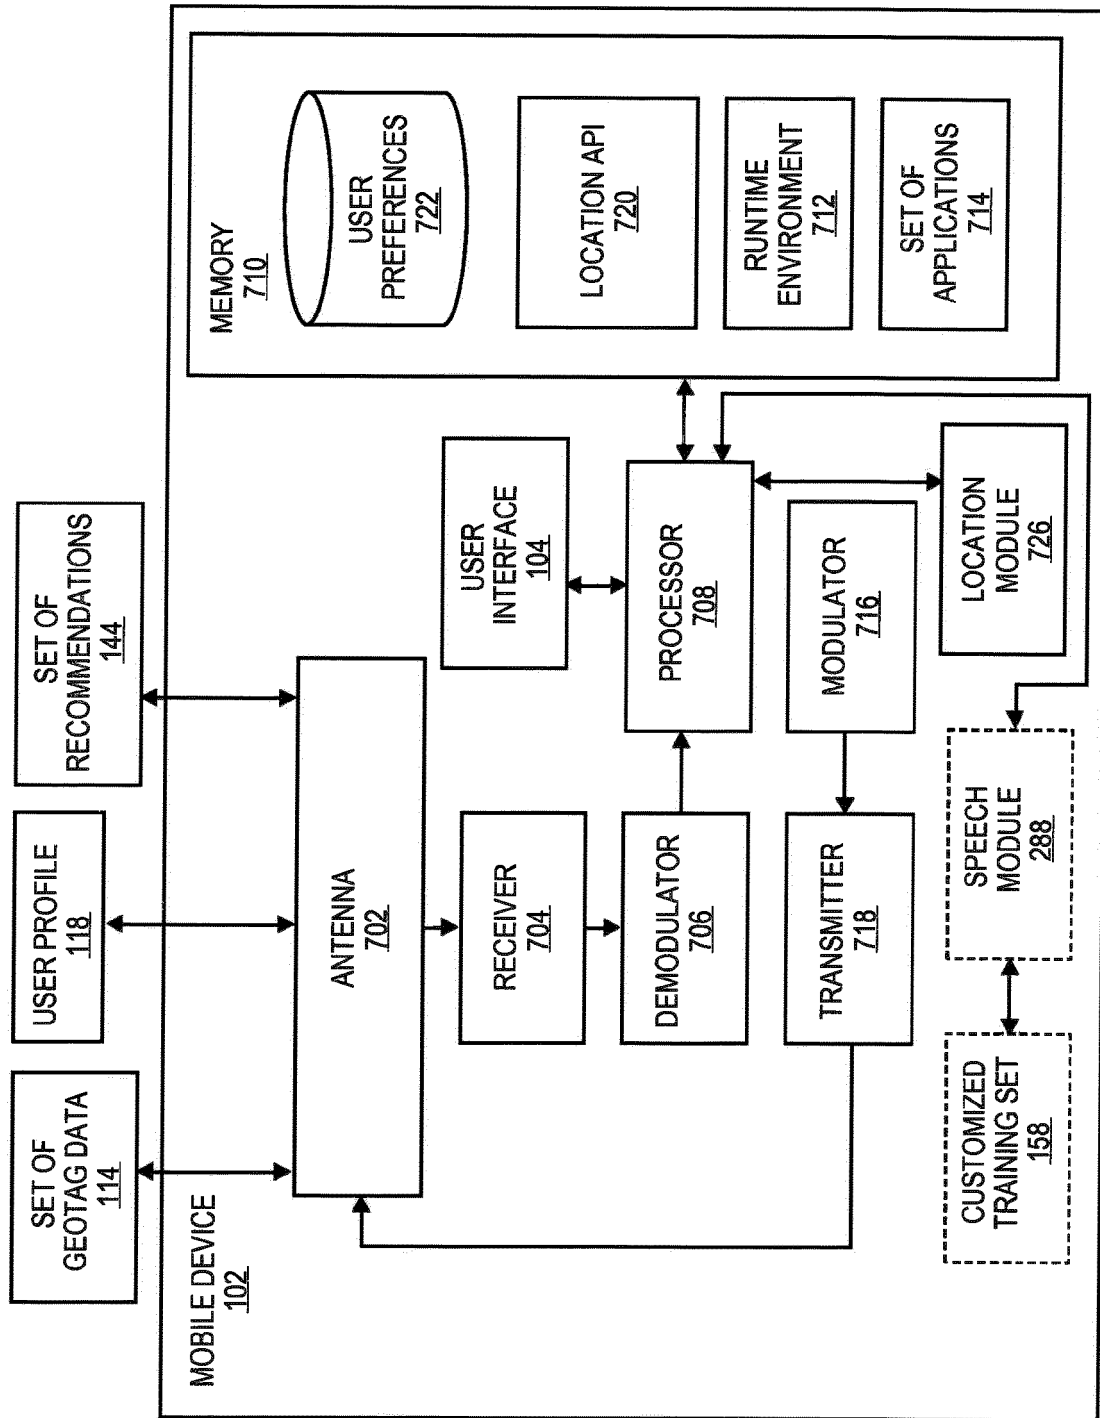 SET OF
GEOTAG DATA
114
USER PROFILE
118
SET OF
RECOMMENDATIONS
144
MOBILE DEVICE
102
ANTENNA
702
RECEIVER
704
DEMODULATOR
706
TRANSMITTER
718
CUSTOMIZED
TRAINING SET
158
SPEECH
MODULE
288
USER
INTERFACE
104
PROCESSOR
708
MODULATOR
716
LOCATION
MODULE
726
MEMORY
710
USER
PREFERENCES
722
LOCATION API
720
RUNTIME
ENVIRONMENT
712
SET OF
APPLICATIONS
714